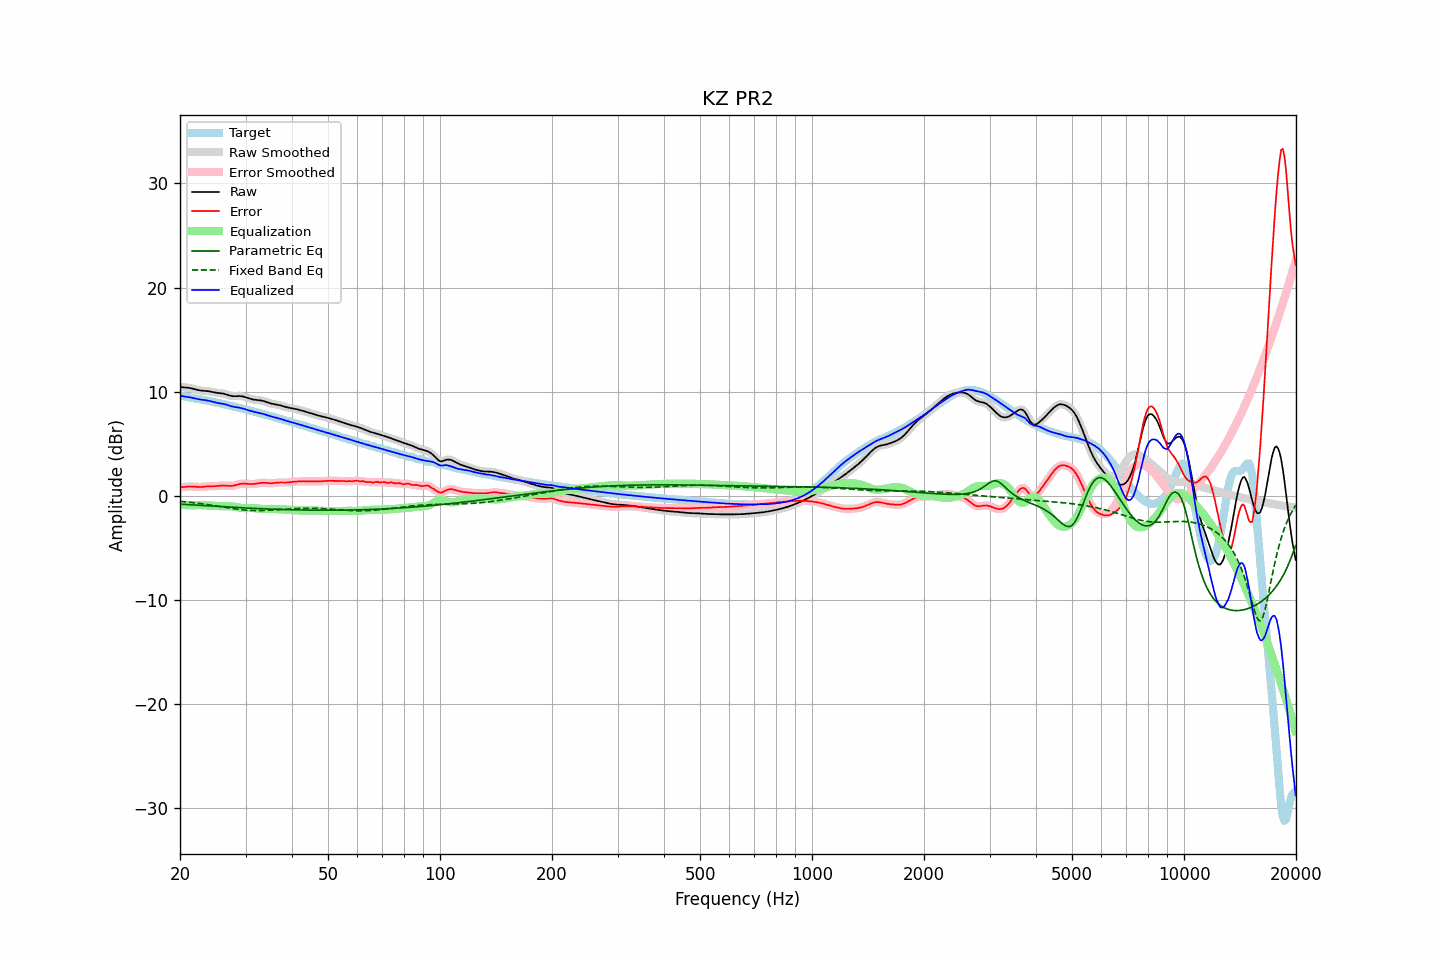 KZ PR2
Target
Raw Smoothed
Error Smoothed
Raw
Error
Equalization
Parametric Eq
Fixed Band Eq
Equalized
30
20
10
0
−10
−20
−30
Amplitude (dBr)
20 50 100 200 500 1000 2000 5000 10000 20000
Frequency (Hz)